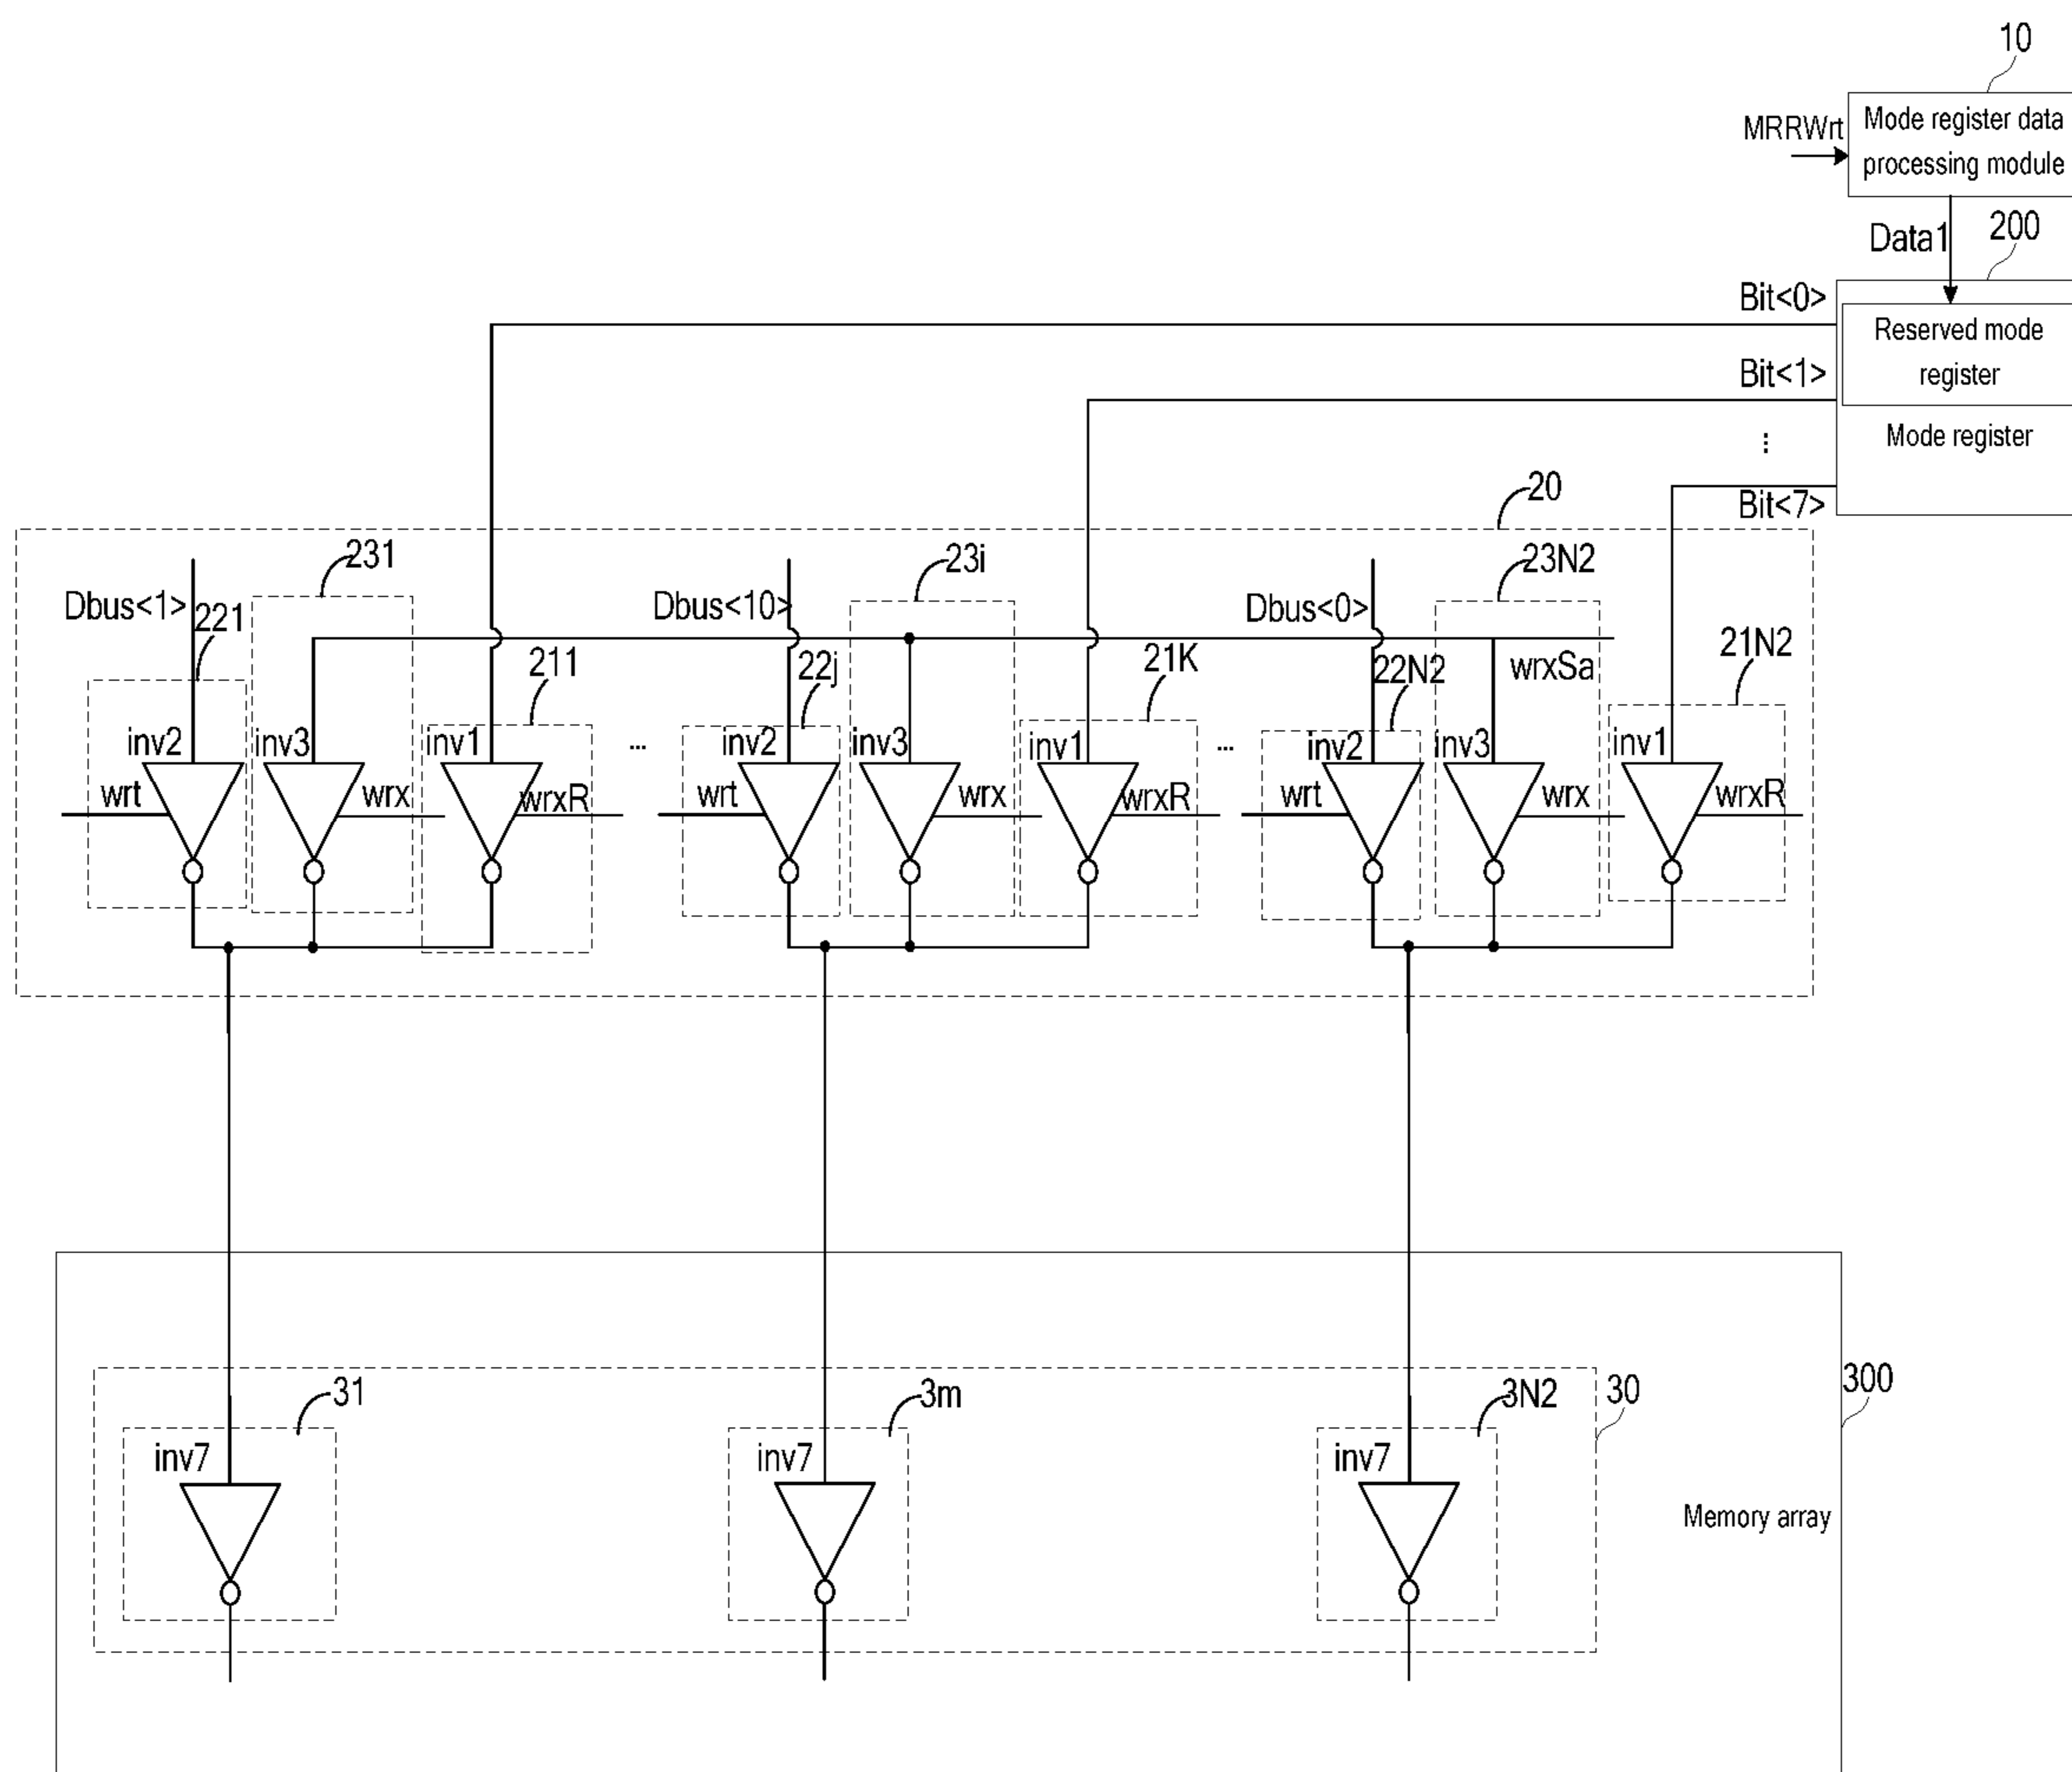 10
MRRWrt
Mode register data
processing module
Data1
200
Bit<0>
Reserved mode
register
Bit<1>
Mode register
⋮
Bit<7>
20
231
23i
23N2
Dbus<1>
221
Dbus<10>
Dbus<0>
211
22j
21K
22N2
wrxSa
21N2
inv2
inv3
inv1
...
inv2
inv3
inv1
...
inv2
inv3
inv1
wrt
wrx
wrxR
wrt
wrx
wrxR
wrt
wrx
wrxR
31
3m
3N2
30
300
inv7
inv7
inv7
Memory array